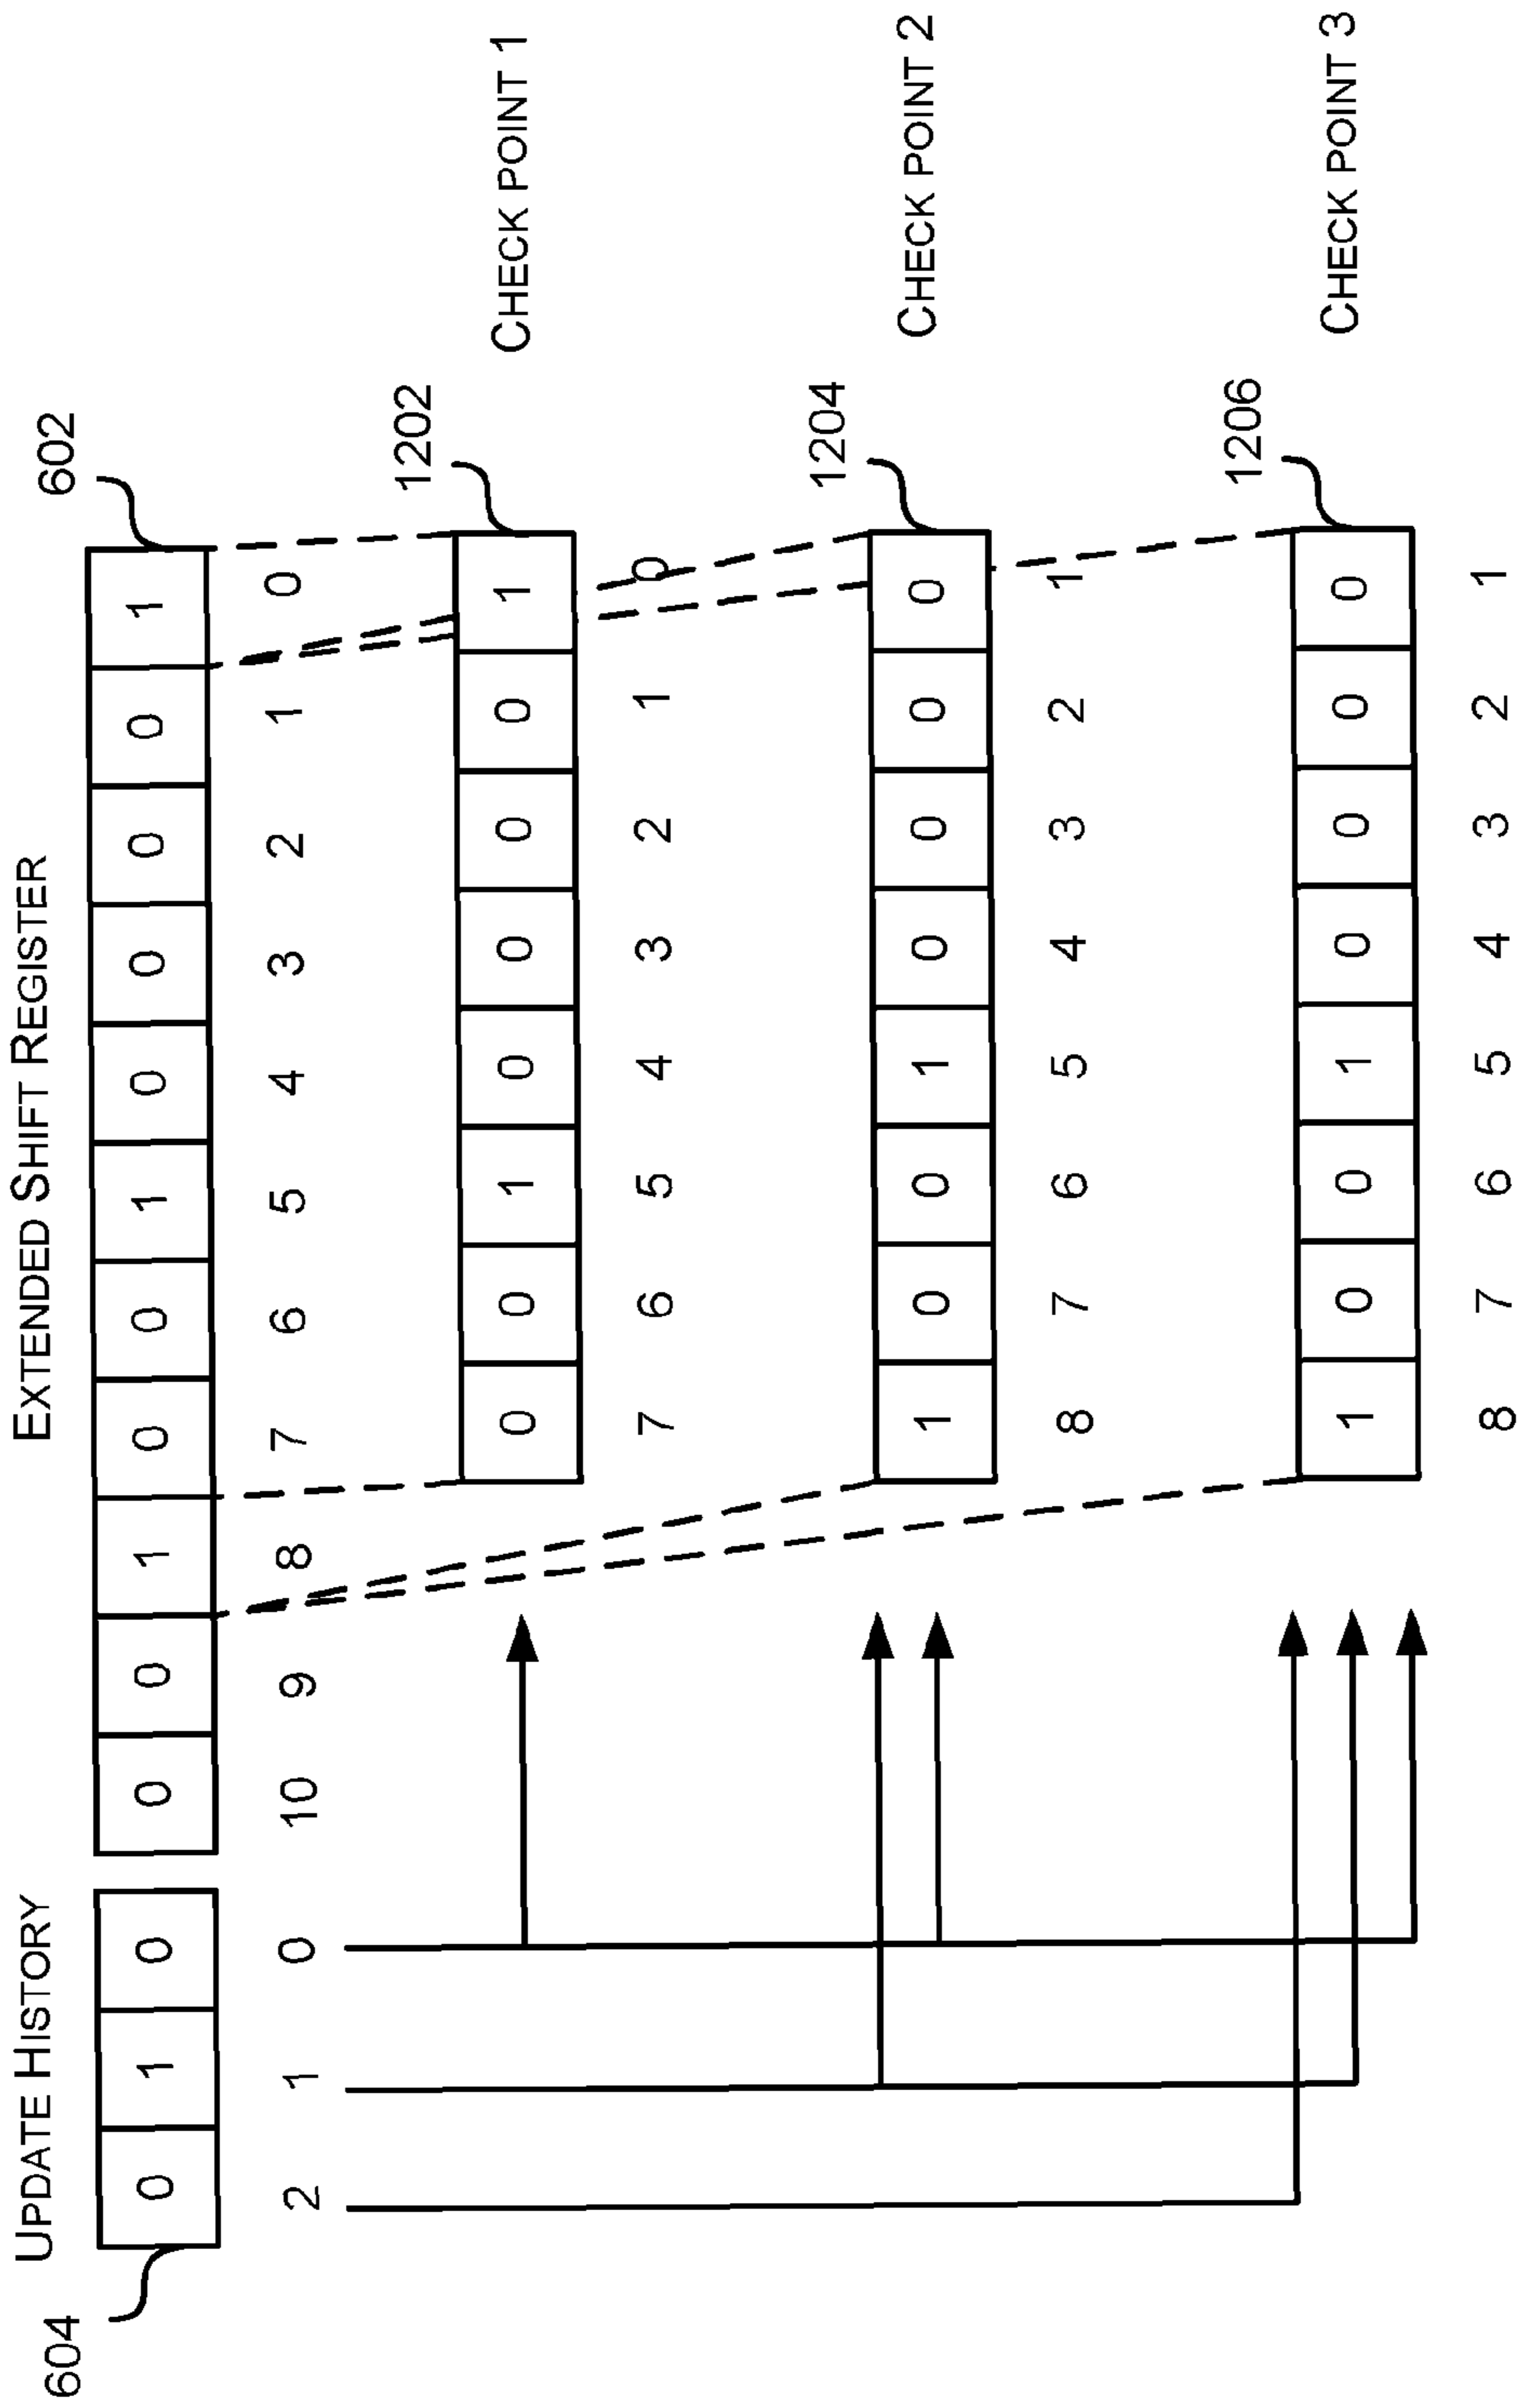 UPDATE HISTORY EXTENDED SHIFT REGISTER
604 602
0 1 0 0 0 1 0 0 1 0 0 0 0 1
2 1 0 10 9 8 7 6 5 4 3 2 1 0
1202
0 0 1 0 0 0 0 1 CHECK POINT 1
7 6 5 4 3 2 1 0
1204
1 0 0 1 0 0 0 0 CHECK POINT 2
8 7 6 5 4 3 2 1
1206
1 0 0 1 0 0 0 0 CHECK POINT 3
8 7 6 5 4 3 2 1